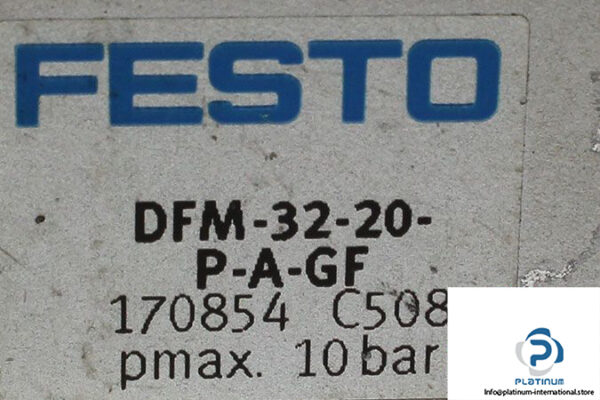 FESTO
DFM-32-20-
P-A-GF
170854 C508
pmax. 10 bar
PLATINUM
Info@platinum-international.store